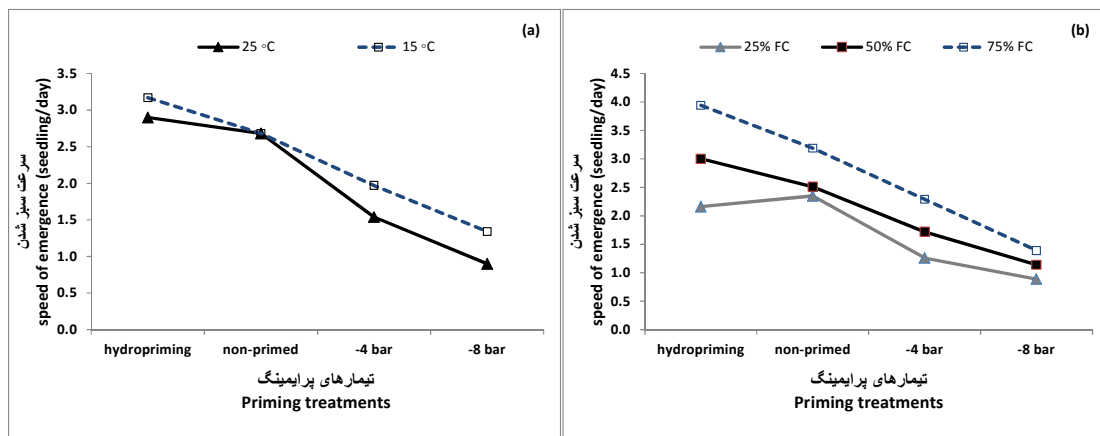 (a)
25 ◦C
15 ◦C
3.5
3.0
2.5
2.0
1.5
1.0
0.5
0.0
سرعت سبز شدن
speed of emergence (seedling/day)
hydropriming
non-primed
-4 bar
-8 bar
تیمارهای پرایمینگ
Priming treatments
(b)
25% FC
50% FC
75% FC
4.5
4.0
3.5
3.0
2.5
2.0
1.5
1.0
0.5
0.0
سرعت سبز شدن
speed of emergence (seedling/day)
hydropriming
non-primed
-4 bar
-8 bar
تیمارهای پرایمینگ
Priming treatments